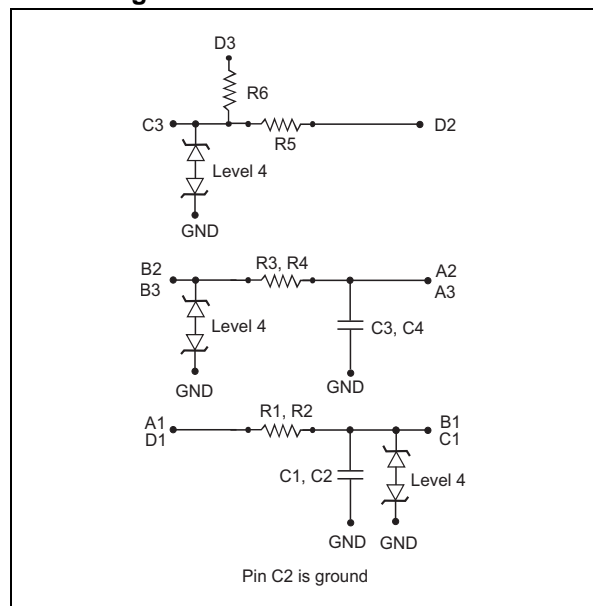 D3
R6
C3
D2
R5
Level 4
GND
R3, R4
B2
A2
B3
A3
Level 4
C3, C4
GND
GND
R1, R2
A1
B1
D1
C1
C1, C2
Level 4
GND
GND
Pin C2 is ground